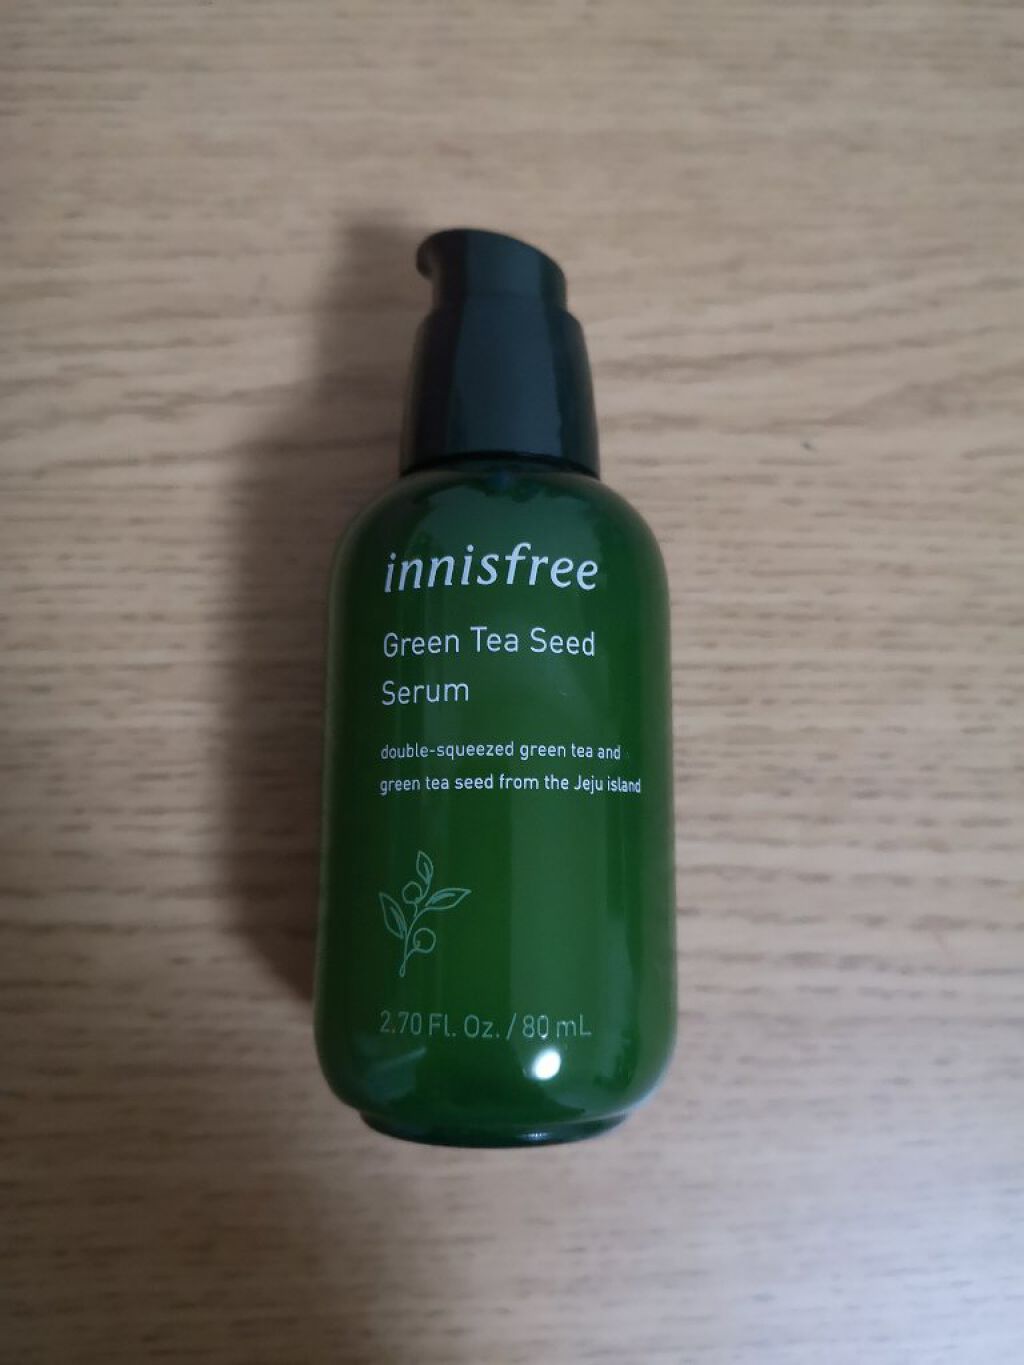 innisfree
Green Tea Seed
Serum
double-squeezed green tea and
green tea seed from the Jeju island
2.70 Fl. Oz. / 80 mL